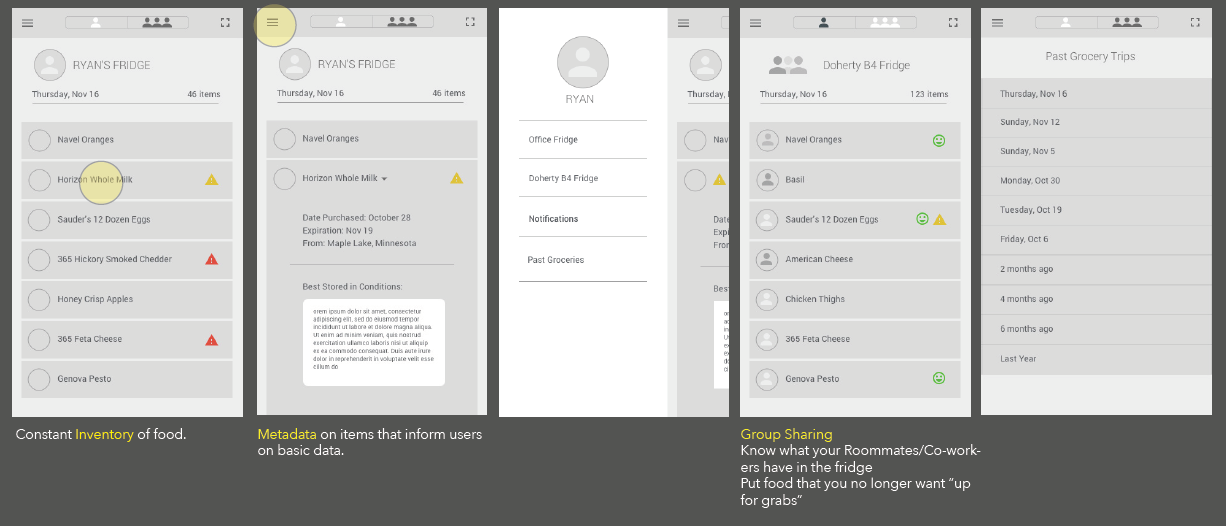 RYAN'S FRIDGE
Thursday, Nov 16 46 items
Navel Oranges
Horizon Whole Milk
Sauder's 12 Dozen Eggs
365 Hickory Smoked Chedder
Honey Crisp Apples
365 Feta Cheese
Genova Pesto
Constant Inventory of food.
RYAN'S FRIDGE
Thursday, Nov 16 46 items
Navel Oranges
Horizon Whole Milk
Date Purchased: October 28
Expiration: Nov 19
From: Maple Lake, Minnesota
Best Stored in Conditions:
orem ipsum dolor sit amet, consectetur
adipiscing elit, sed do eiusmod tempor
incididunt ut labore et dolore magna aliqua.
Ut enim ad minim veniam, quis nostrud
exercitation ullamco laboris nisi ut aliquip
ex ea commodo consequat. Duis aute irure
dolor in reprehenderit in voluptate velit esse
cillum do
Metadata on items that inform users
on basic data.
RYAN
Office Fridge
Doherty B4 Fridge
Notifications
Past Groceries
Thursday, 
Nav
Date
Expi
From
Doherty B4 Fridge
Thursday, Nov 16 123 items
Navel Oranges
Basil
Sauder's 12 Dozen Eggs
American Cheese
Chicken Thighs
365 Feta Cheese
Genova Pesto
Group Sharing
Know what your Roommates/Co-work-
ers have in the fridge
Put food that you no longer want "up
for grabs"
Past Grocery Trips
Thursday, Nov 16
Sunday, Nov 12
Sunday, Nov 5
Monday, Oct 30
Tuesday, Oct 19
Friday, Oct 6
2 months ago
4 months ago
6 months ago
Last Year